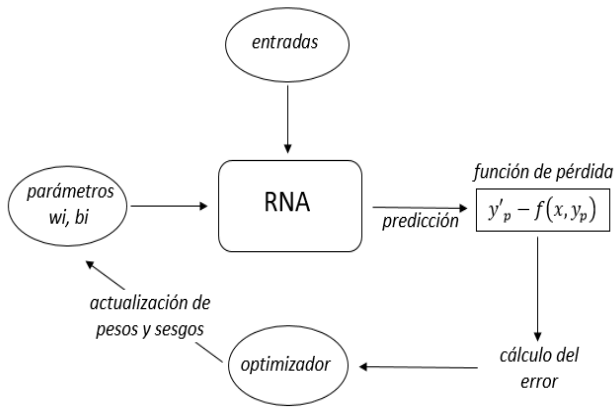 entradas
parámetros
wi, bi
RNA
predicción
función de pérdida
y'ₚ − f(x, yₚ)
actualización de
pesos y sesgos
optimizador
cálculo del
error